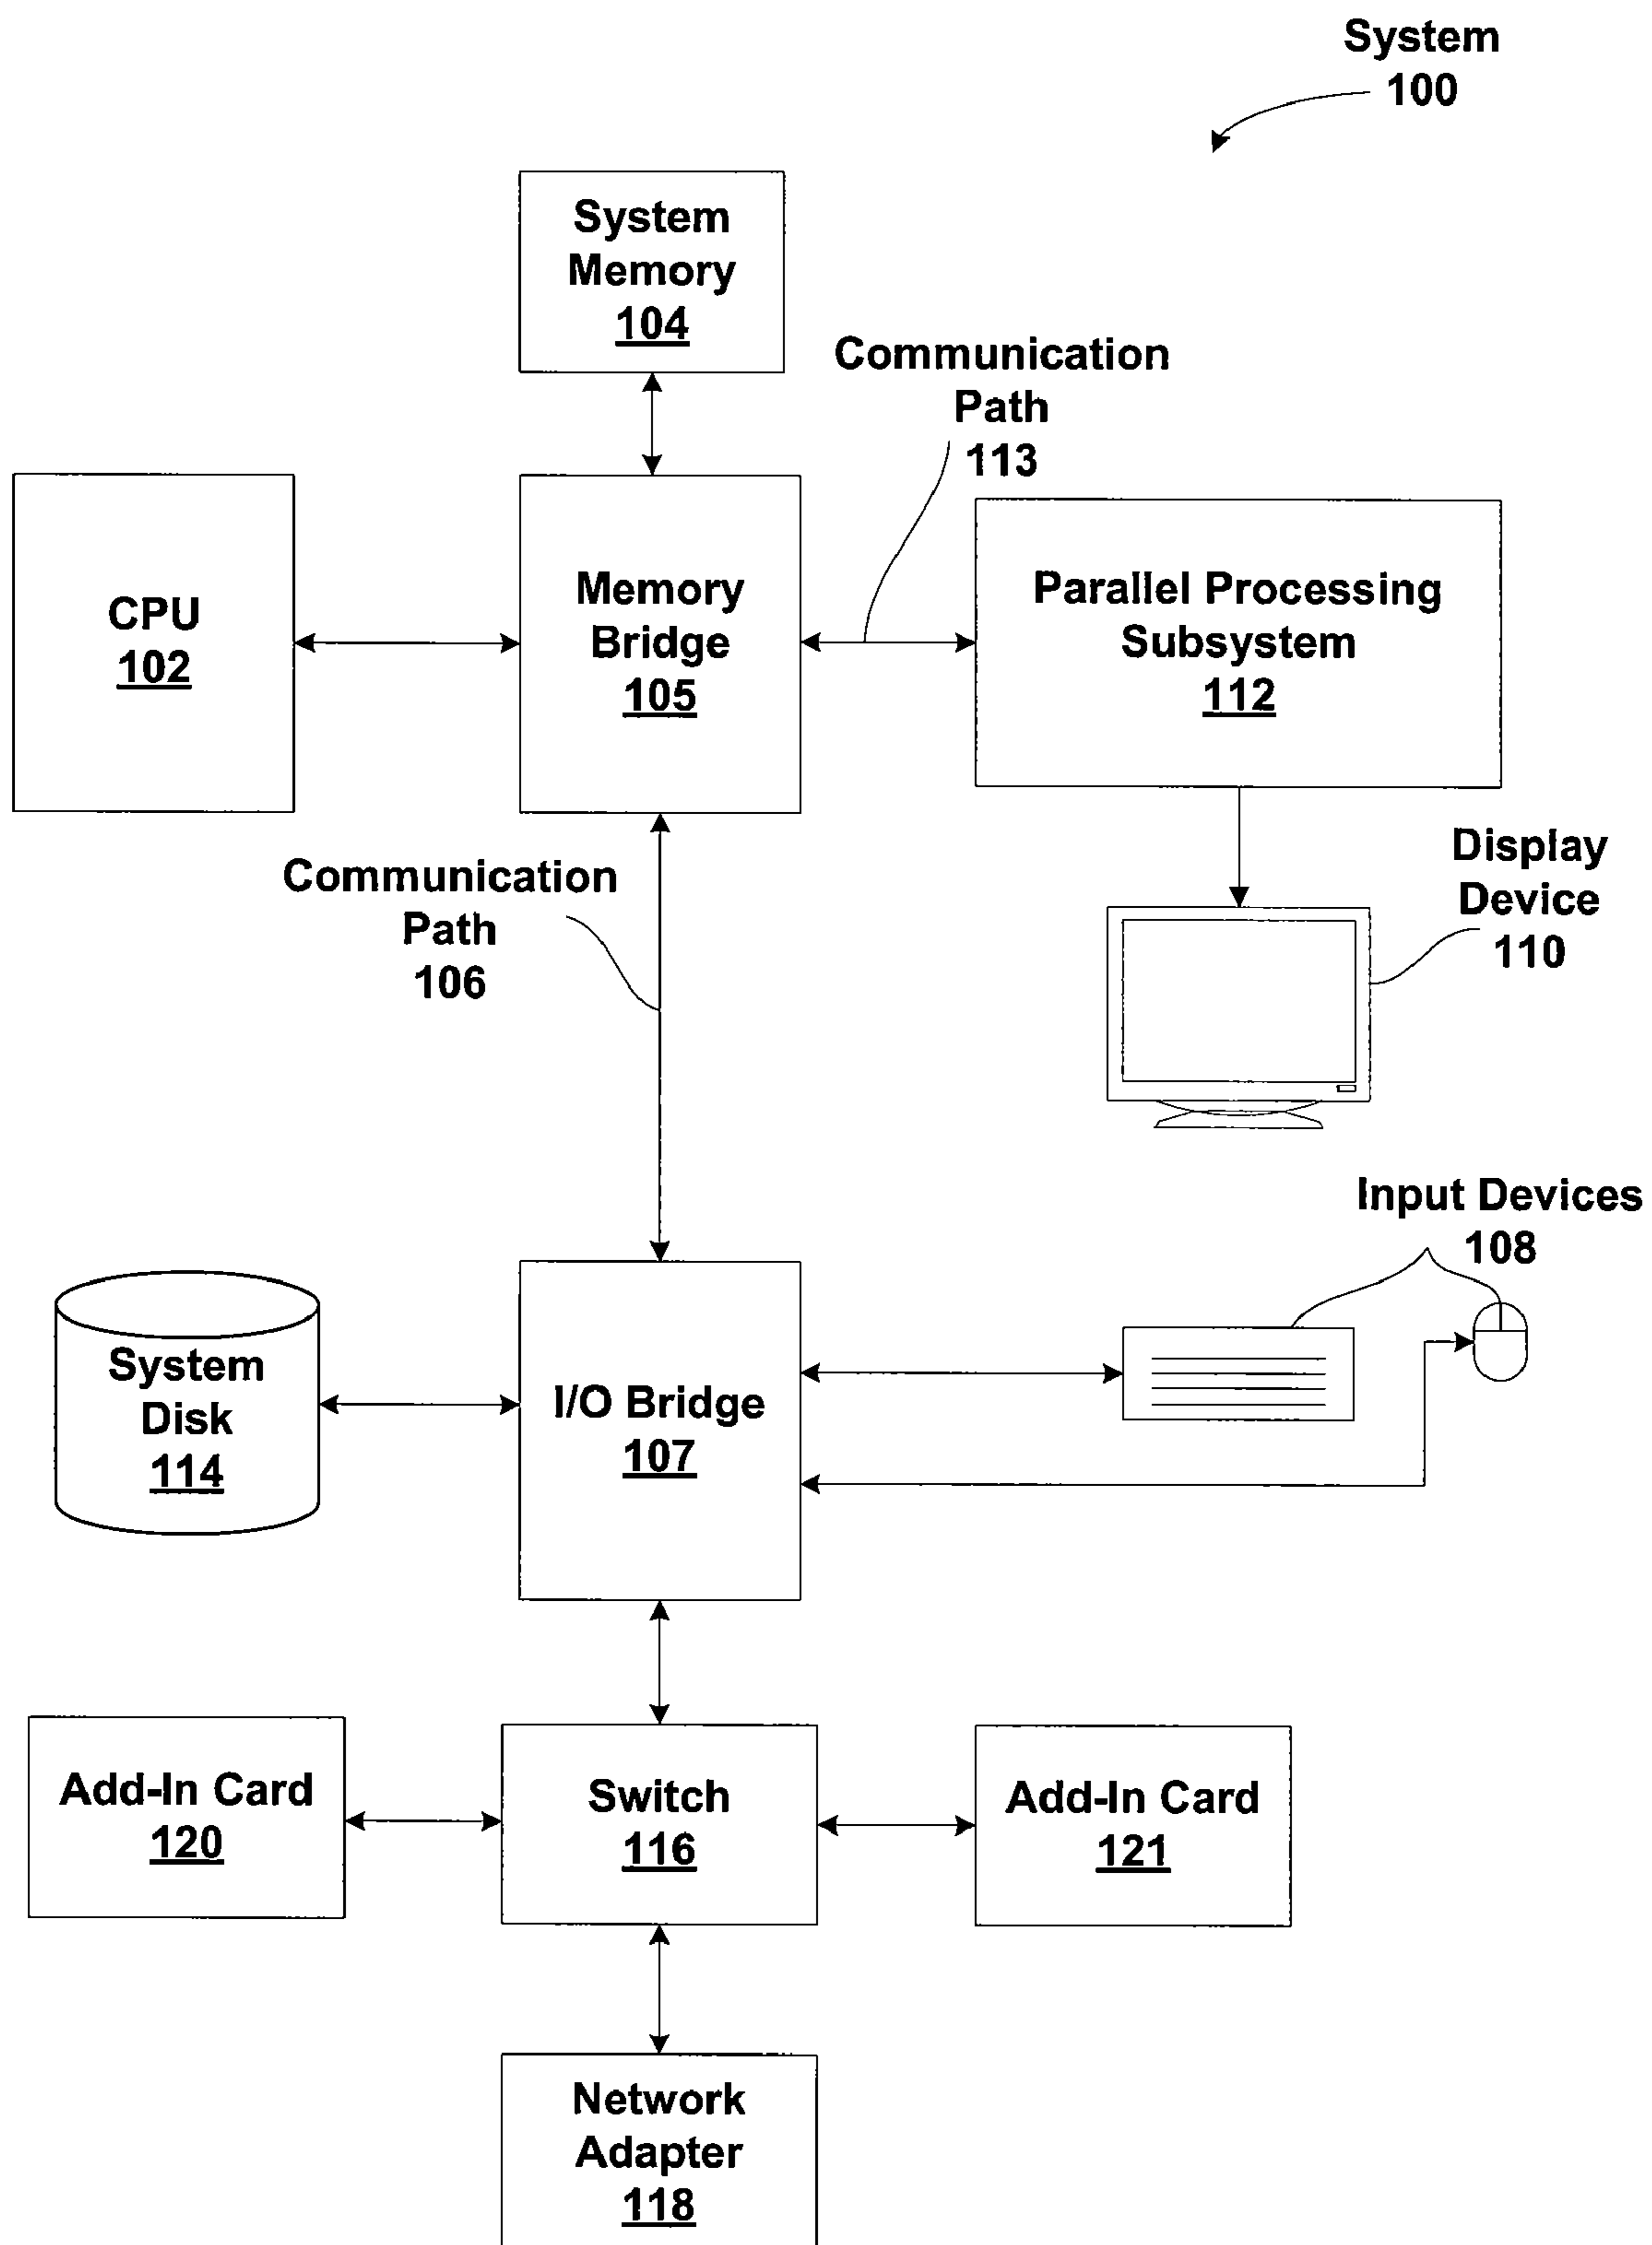 System
100
System
Memory
104
Communication
Path
113
CPU
102
Memory
Bridge
105
Parallel Processing
Subsystem
112
Communication
Path
106
Display
Device
110
Input Devices
108
System
Disk
114
I/O Bridge
107
Add-In Card
120
Switch
116
Add-In Card
121
Network
Adapter
118